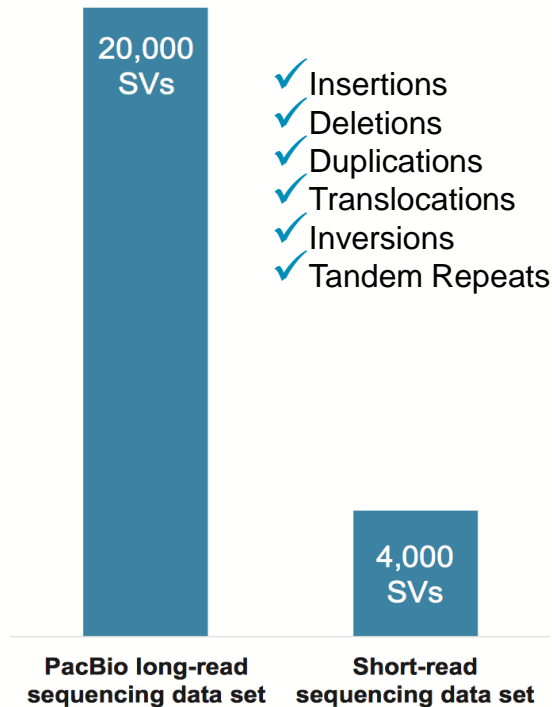 20,000
SVs
Insertions
Deletions
Duplications
Translocations
Inversions
Tandem Repeats
4,000
SVs
PacBio long-read
sequencing data set
Short-read
sequencing data set